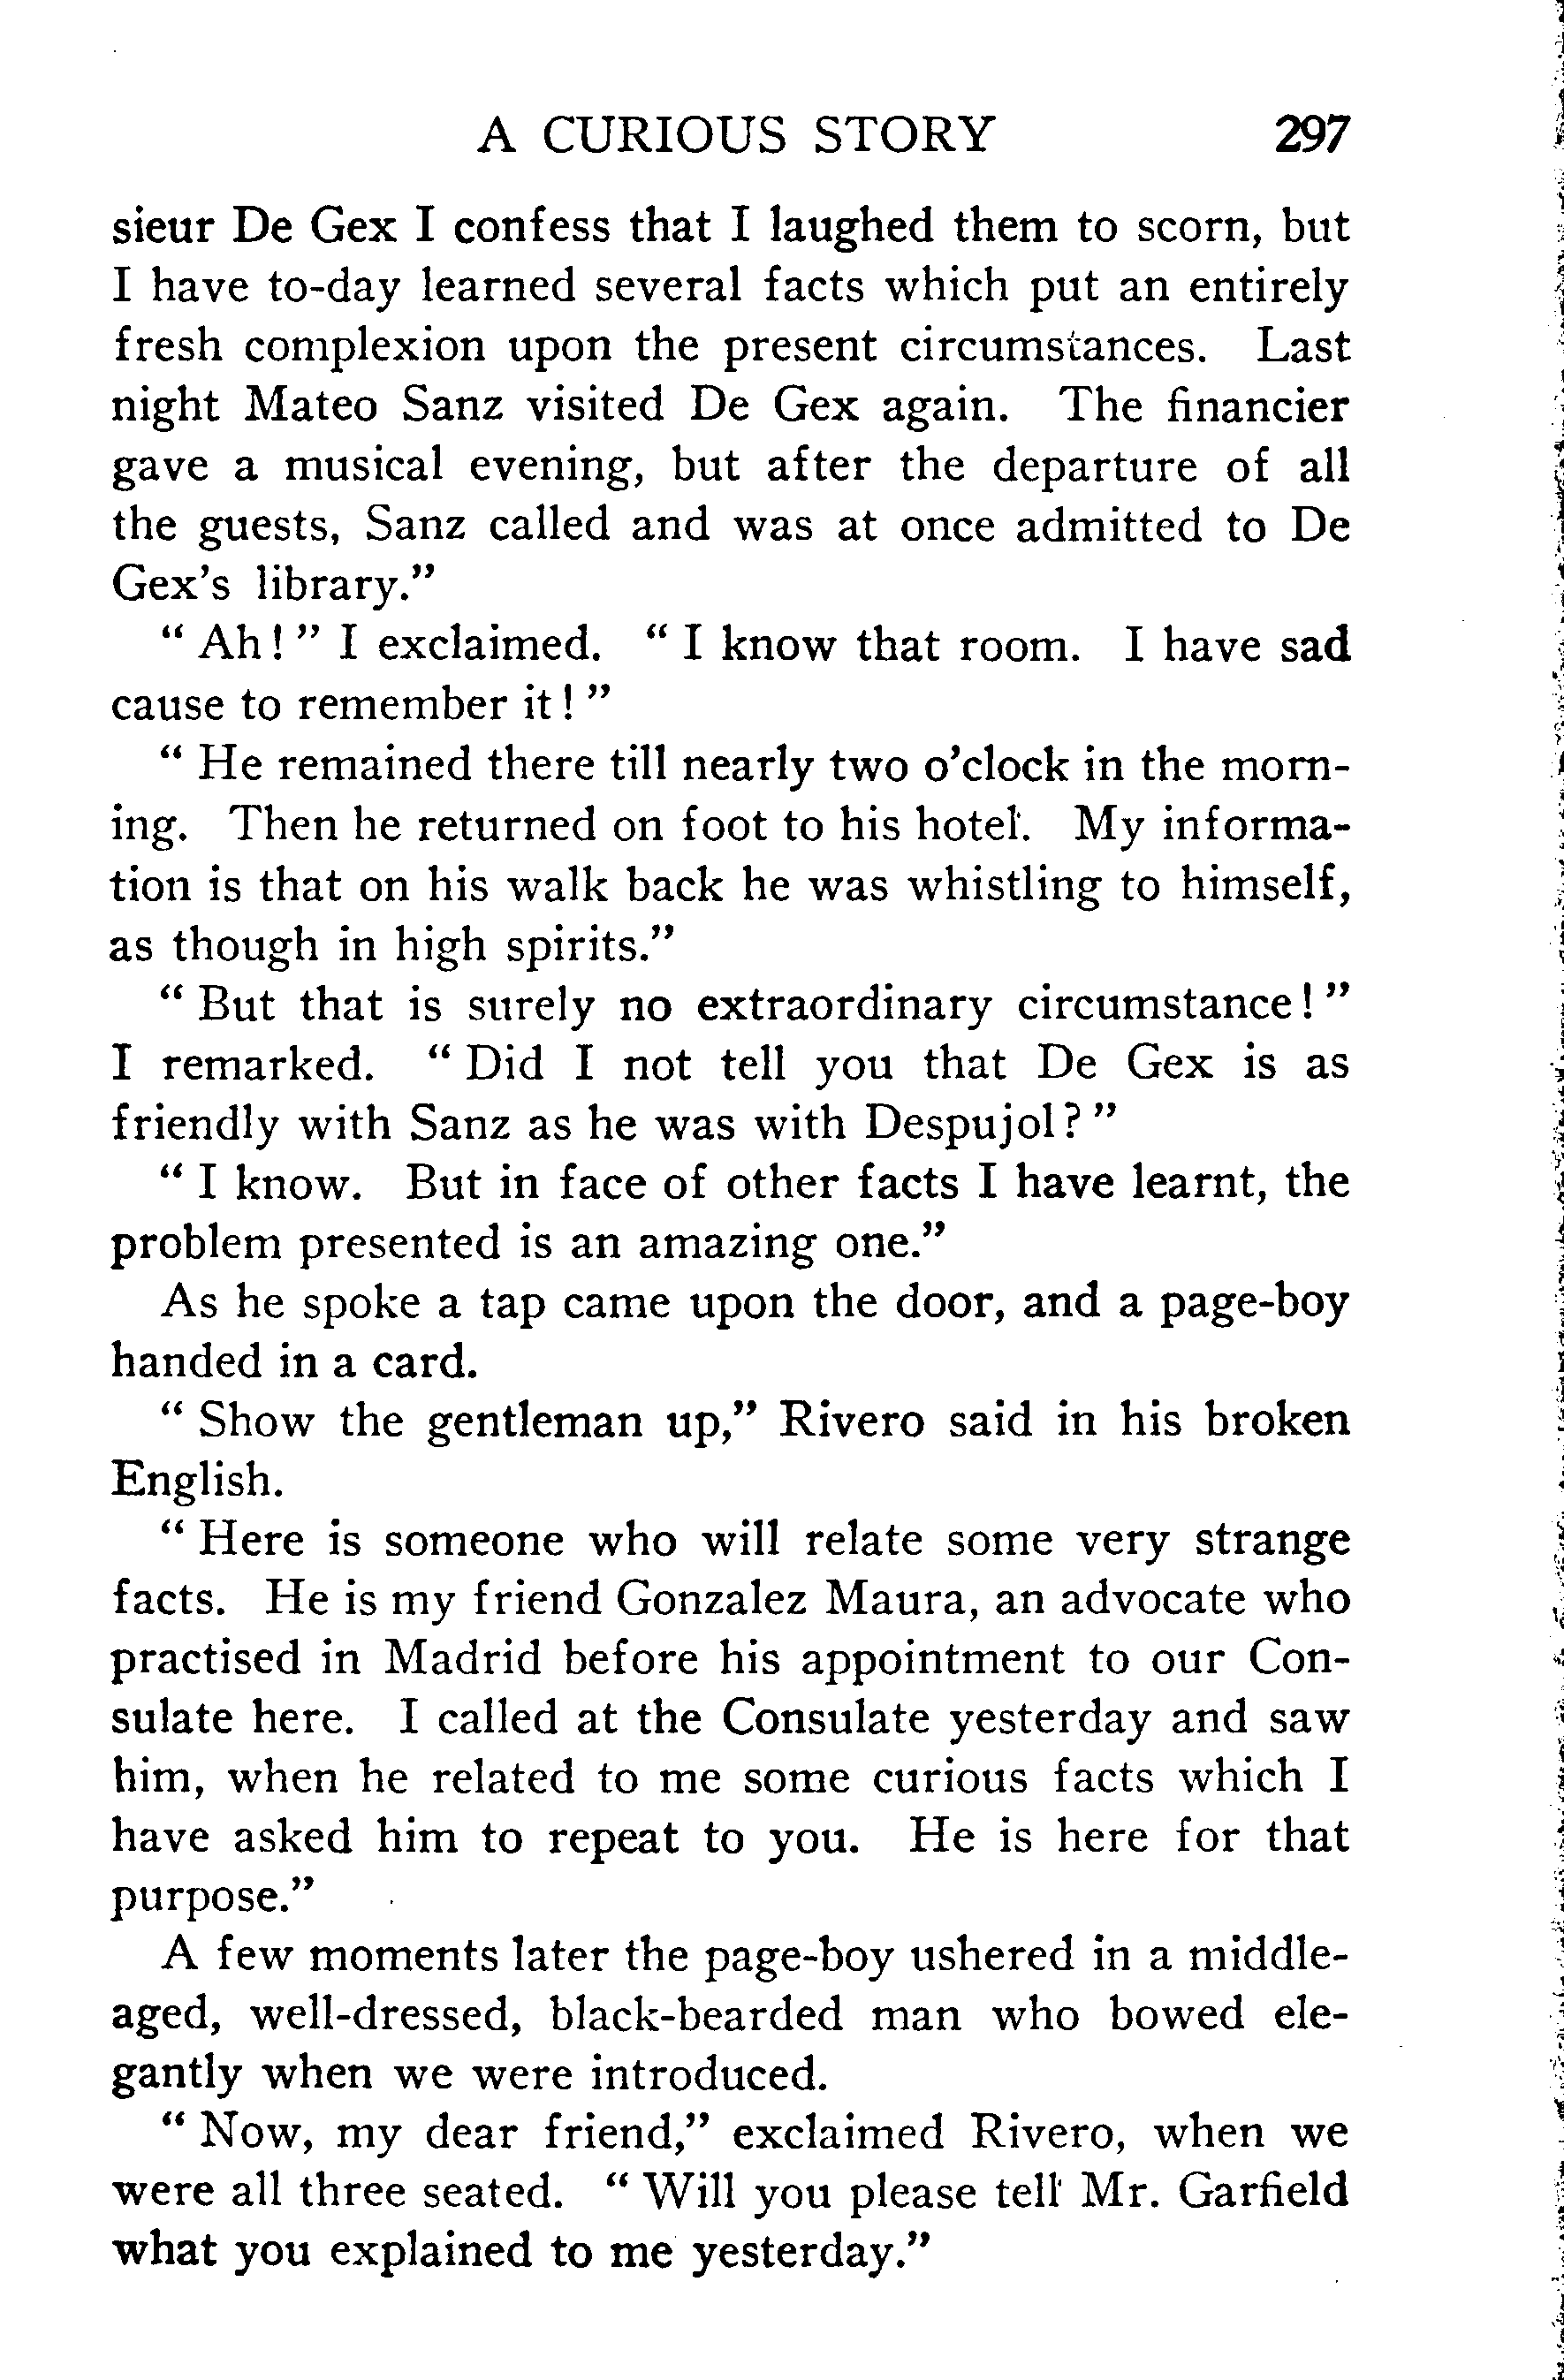 A CURIOUS STORY 297
sieur De Gex I confess that I laughed them to scorn, but
I have to-day learned several facts which put an entirely
fresh complexion upon the present circumstances. Last
night Mateo Sanz visited De Gex again. The financier
gave a musical evening, but after the departure of all
the guests, Sanz called and was at once admitted to De
Gex's library."
" Ah! " I exclaimed. " I know that room. I have sad
cause to remember it! "
" He remained there till nearly two o'clock in the morn-
ing. Then he returned on foot to his hotel. My informa-
tion is that on his walk back he was whistling to himself,
as though in high spirits."
" But that is surely no extraordinary circumstance! "
I remarked. " Did I not tell you that De Gex is as
friendly with Sanz as he was with Despujol? "
" I know. But in face of other facts I have learnt, the
problem presented is an amazing one."
As he spoke a tap came upon the door, and a page-boy
handed in a card.
" Show the gentleman up," Rivero said in his broken
English.
" Here is someone who will relate some very strange
facts. He is my friend Gonzalez Maura, an advocate who
practised in Madrid before his appointment to our Con-
sulate here. I called at the Consulate yesterday and saw
him, when he related to me some curious facts which I
have asked him to repeat to you. He is here for that
purpose."
A few moments later the page-boy ushered in a middle-
aged, well-dressed, black-bearded man who bowed ele-
gantly when we were introduced.
" Now, my dear friend," exclaimed Rivero, when we
were all three seated. " Will you please tell Mr. Garfield
what you explained to me yesterday."